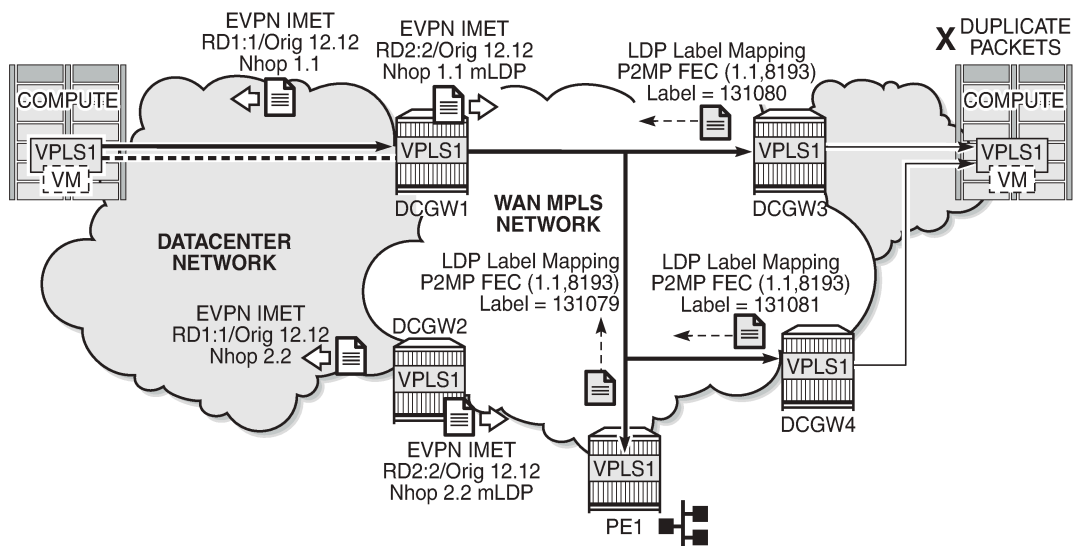 EVPN IMET
RD1:1/Orig 12.12
Nhop 1.1
EVPN IMET
RD2:2/Orig 12.12
Nhop 1.1 mLDP
LDP Label Mapping
P2MP FEC (1.1,8193)
Label = 131080
X DUPLICATE
PACKETS
COMPUTE
VPLS1
VM
VPLS1
DCGW1
VPLS1
DCGW3
COMPUTE
VPLS1
VM
DATACENTER
NETWORK
WAN MPLS
NETWORK
LDP Label Mapping
P2MP FEC (1.1,8193)
Label = 131079
LDP Label Mapping
P2MP FEC (1.1,8193)
Label = 131081
EVPN IMET
RD1:1/Orig 12.12
Nhop 2.2
DCGW2
VPLS1
VPLS1
DCGW4
EVPN IMET
RD2:2/Orig 12.12
Nhop 2.2 mLDP
VPLS1
PE1